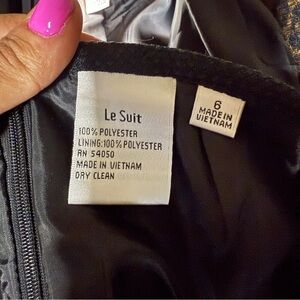 Le Suit
100% POLYESTER
LINING:100% POLYESTER
RN 54050
MADE IN VIETNAM
DRY CLEAN
6
MADE IN
VIETNAM